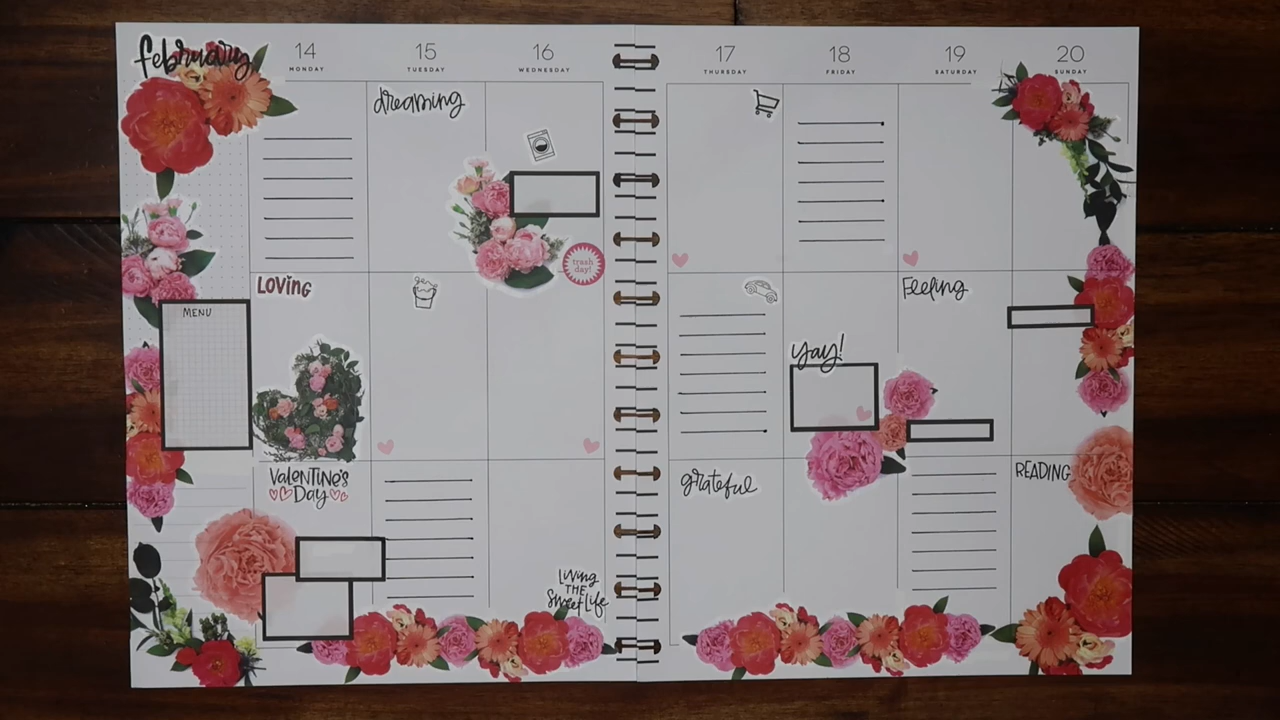 february
14
MONDAY
15
TUESDAY
16
WEDNESDAY
17
THURSDAY
18
FRIDAY
19
SATURDAY
20
SUNDAY
dreaming
trash
day!
LOVING
Feeling
MENU
yay!
VALENTINE'S
DAY
grateful
READING
LIVING
THE
Sweet LIFE